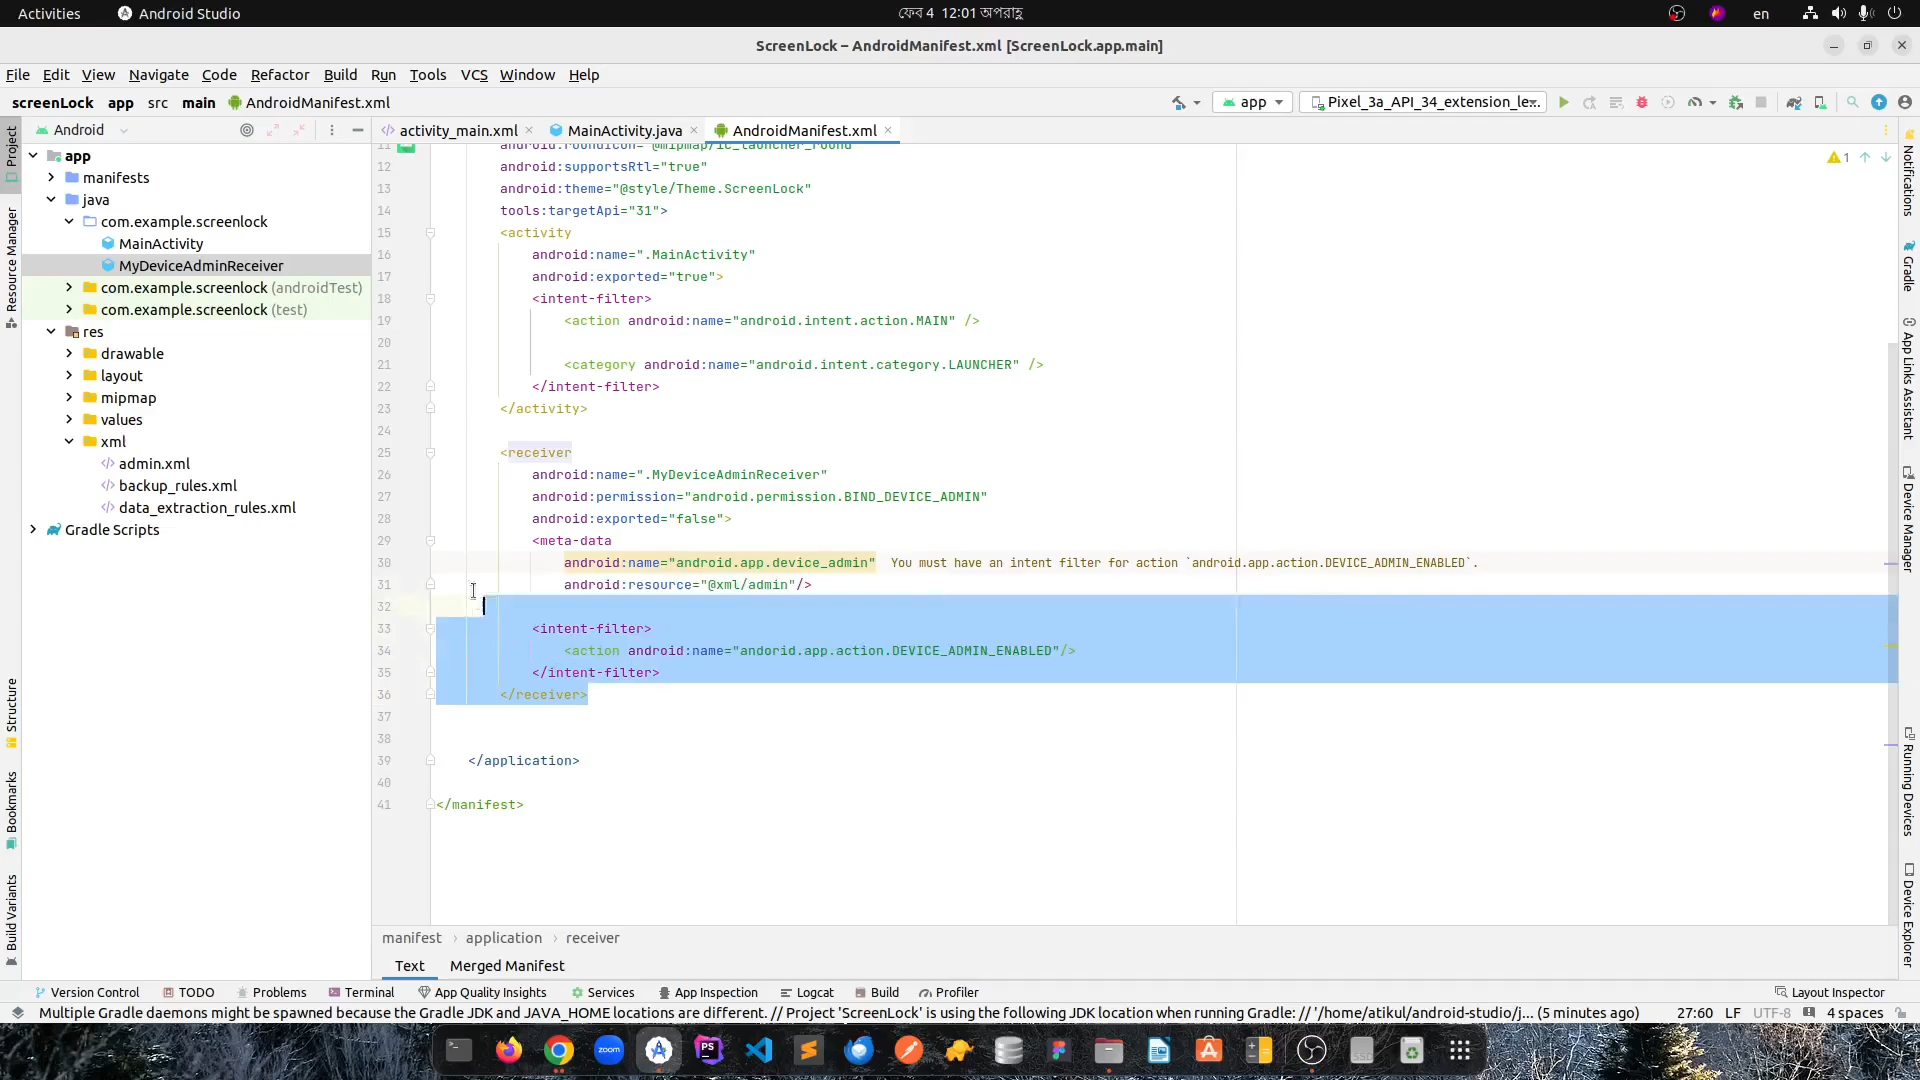 Activities
Android Studio
ফেব 4 12:01 অপরাহ্ণ
en
ScreenLock – AndroidManifest.xml [ScreenLock.app.main]
File Edit View Navigate Code Refactor Build Run Tools VCS Window Help
screenLock app src main AndroidManifest.xml
app
Pixel_3a_API_34_extension_le...
Android
activity_main.xml MainActivity.java AndroidManifest.xml
app
manifests
java
com.example.screenlock
MainActivity
MyDeviceAdminReceiver
com.example.screenlock (androidTest)
com.example.screenlock (test)
res
drawable
layout
mipmap
values
xml
admin.xml
backup_rules.xml
data_extraction_rules.xml
Gradle Scripts
11 android:roundIcon="@mipmap/ic_launcher_round"
12 android:supportsRtl="true"
13 android:theme="@style/Theme.ScreenLock"
14 tools:targetApi="31">
15 <activity
16 android:name=".MainActivity"
17 android:exported="true">
18 <intent-filter>
19 <action android:name="android.intent.action.MAIN" />
20
21 <category android:name="android.intent.category.LAUNCHER" />
22 </intent-filter>
23 </activity>
24
25 <receiver
26 android:name=".MyDeviceAdminReceiver"
27 android:permission="android.permission.BIND_DEVICE_ADMIN"
28 android:exported="false">
29 <meta-data
30 android:name="android.app.device_admin" You must have an intent filter for action `android.app.action.DEVICE_ADMIN_ENABLED`.
31 android:resource="@xml/admin"/>
32
33 <intent-filter>
34 <action android:name="andorid.app.action.DEVICE_ADMIN_ENABLED"/>
35 </intent-filter>
36 </receiver>
37
38
39 </application>
40
41 </manifest>
1
manifest › application › receiver
Text Merged Manifest
Project
Resource Manager
Structure
Bookmarks
Build Variants
Notifications
Gradle
App Links Assistant
Device Manager
Running Devices
Device Explorer
Version Control TODO Problems Terminal App Quality Insights Services App Inspection Logcat Build Profiler Layout Inspector
Multiple Gradle daemons might be spawned because the Gradle JDK and JAVA_HOME locations are different. // Project 'ScreenLock' is using the following JDK location when running Gradle: // '/home/atikul/android-studio/j... (5 minutes ago)
27:60 LF UTF-8 4 spaces
zoom
PS
SSD